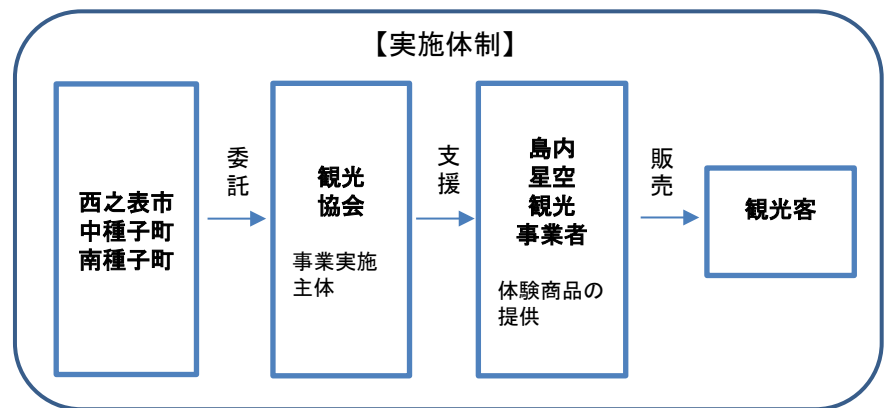 【実施体制】
西之表市
中種子町
南種子町
委託
観光
協会
事業実施
主体
支援
島内
星空
観光
事業者
体験商品の
提供
販売
観光客